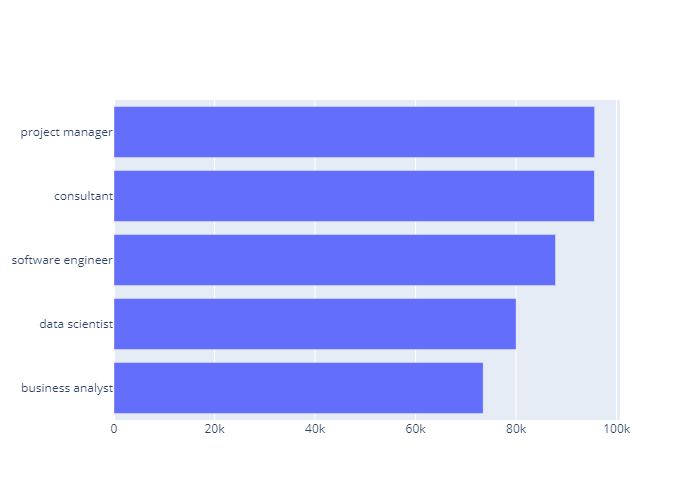 project manager
consultant
software engineer
data scientist
business analyst
0 20k 40k 60k 80k 100k